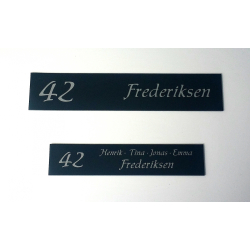 42 Frederiksen
Henrik · Tina · Jonas · Emma
42 Frederiksen